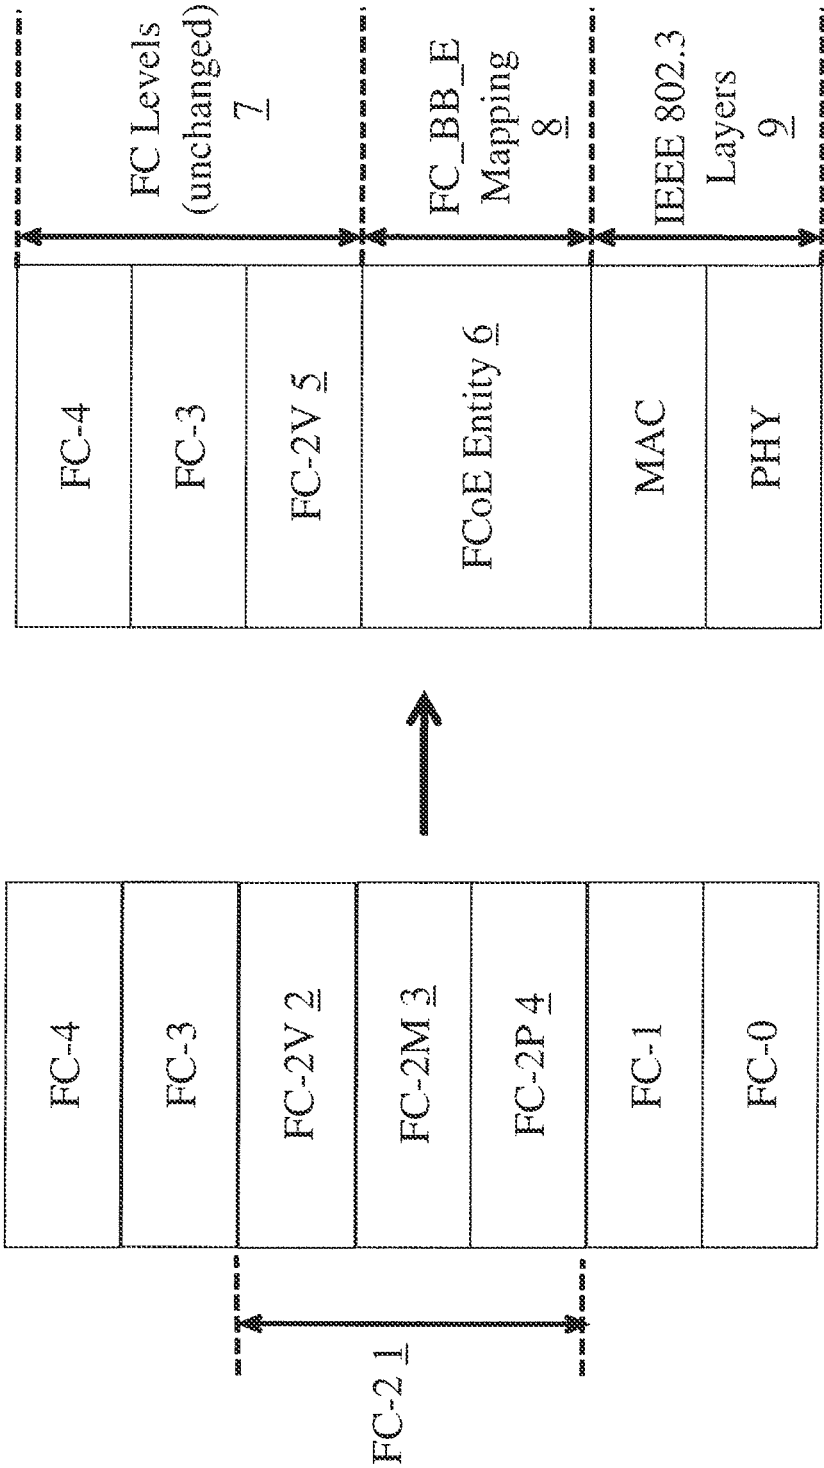 FC-2 1
FC-4
FC-3
FC-2V 2
FC-2M 3
FC-2P 4
FC-1
FC-0
FC-4
FC-3
FC-2V 5
FCoE Entity 6
MAC
PHY
FC Levels
(unchanged)
7
FC_BB_E
Mapping
8
IEEE 802.3
Layers
9